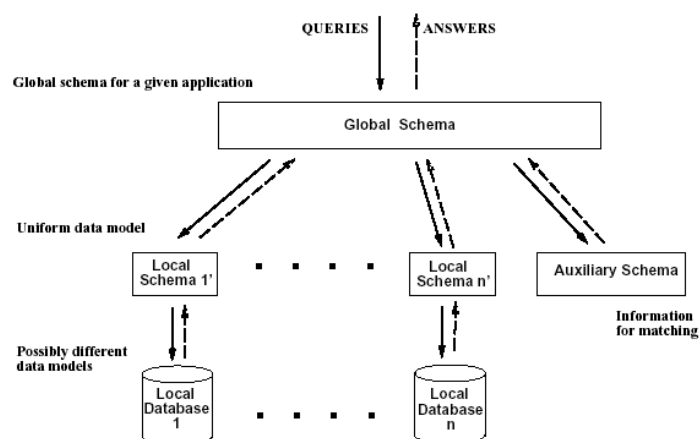 QUERIES
ANSWERS
Global schema for a given application
Global Schema
Uniform data model
Local
Schema 1'
Local
Schema n'
Auxiliary Schema
Information
for matching
Possibly different
data models
Local
Database
1
Local
Database
n